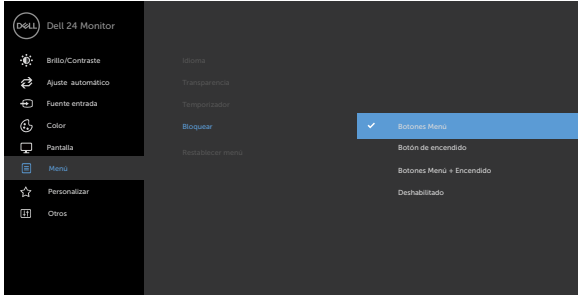 DELL
Dell 24 Monitor
Brillo/Contraste
Ajuste automático
Fuente entrada
Color
Pantalla
Menú
Personalizar
Otros
Idioma
Transparencia
Temporizador
Bloquear
Restablecer menú
Botones Menú
Botón de encendido
Botones Menú + Encendido
Deshabilitado